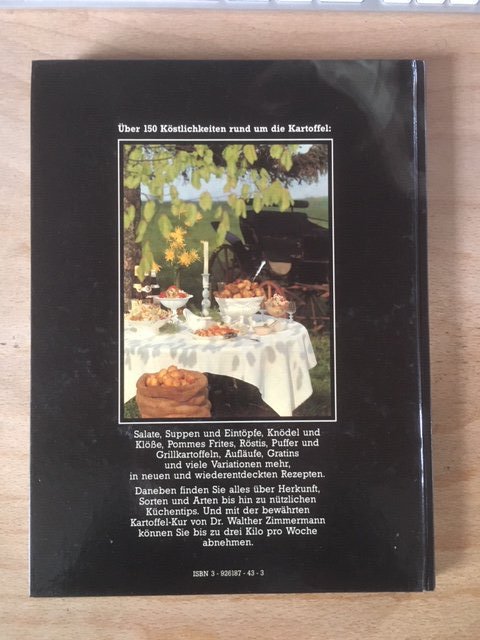 Über 150 Köstlichkeiten rund um die Kartoffel:
Salate, Suppen und Eintöpfe, Knödel und
Klöße, Pommes Frites, Röstis, Puffer und
Grillkartoffeln, Aufläufe, Gratins
und viele Variationen mehr,
in neuen und wiederentdeckten Rezepten.
Daneben finden Sie alles über Herkunft,
Sorten und Arten bis hin zu nützlichen
Küchentips. Und mit der bewährten
Kartoffel-Kur von Dr. Walther Zimmermann
können Sie bis zu drei Kilo pro Woche
abnehmen.
ISBN 3 - 926187 - 43 - 3